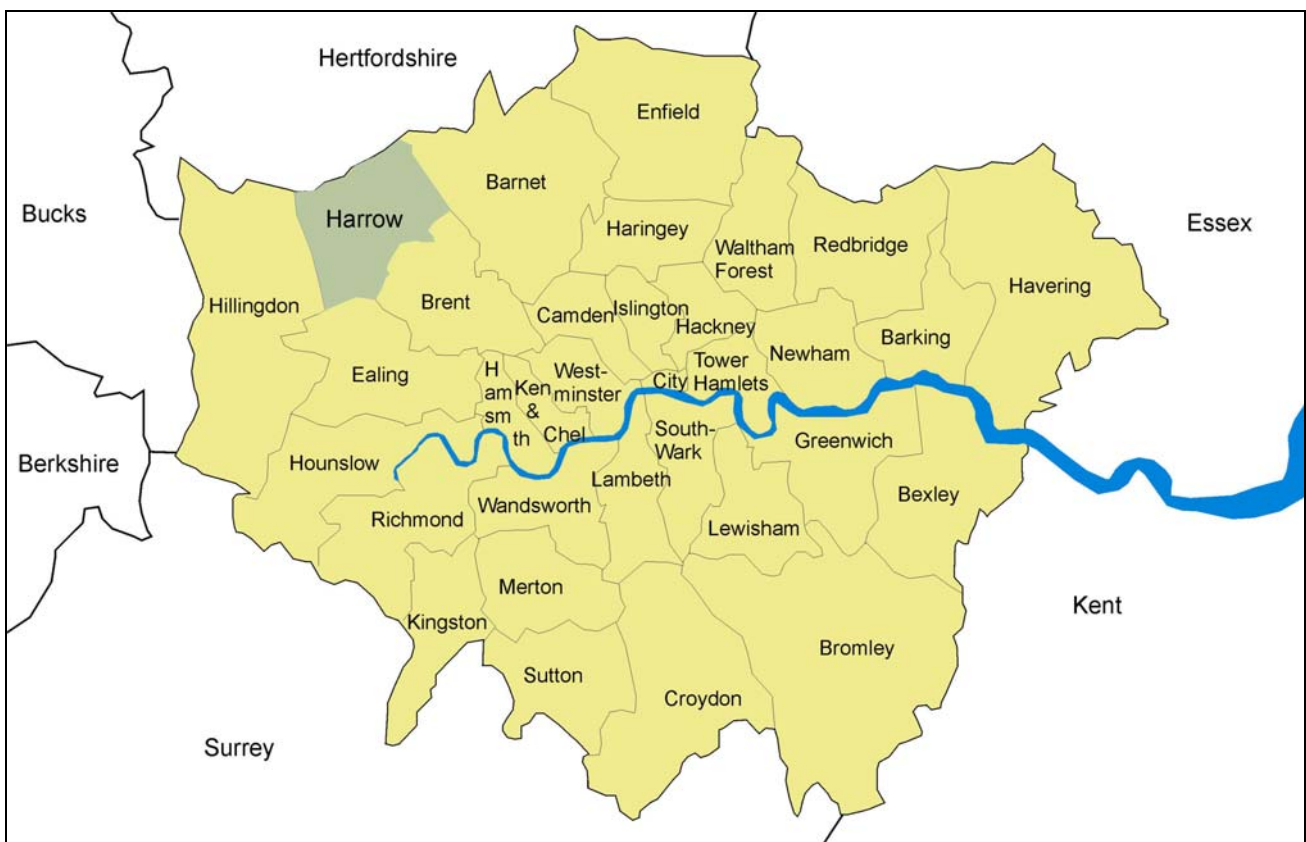 Hertfordshire
Enfield
Barnet
Bucks
Harrow
Haringey
Waltham
Forest
Redbridge
Essex
Havering
Hillingdon
Brent
Camden
Islington
Hackney
Newham
Barking
Ealing
H
am
sm
th
Ken
&
Chel
West-
minster
City
Tower
Hamlets
Berkshire
Hounslow
South-
Wark
Greenwich
Lambeth
Bexley
Richmond
Wandsworth
Lewisham
Merton
Kingston
Kent
Bromley
Sutton
Croydon
Surrey